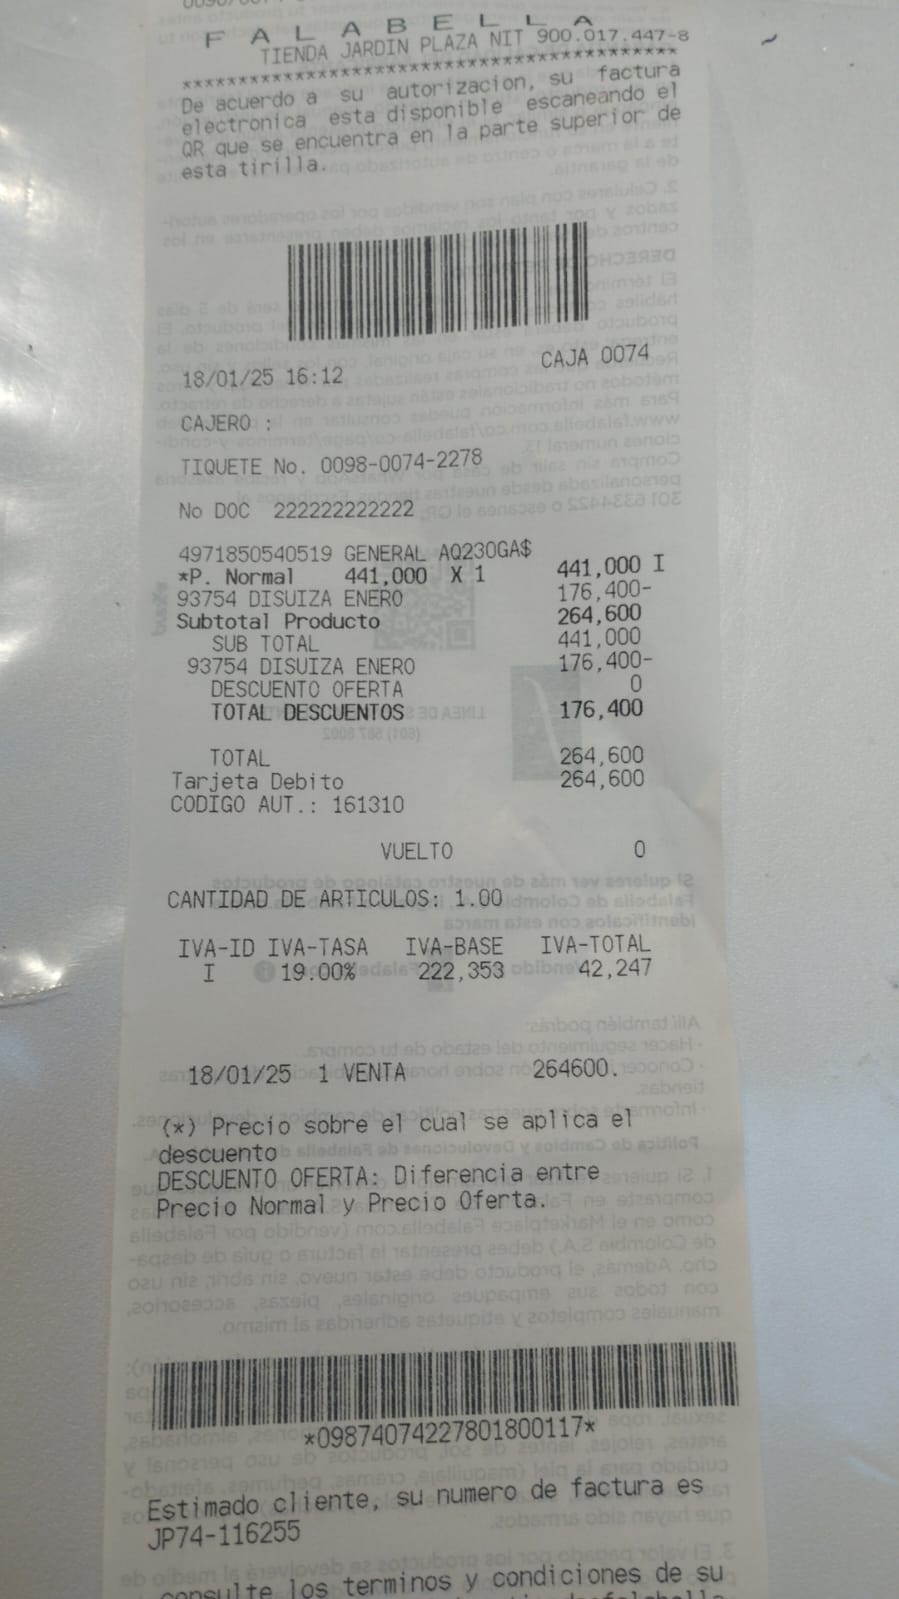 F A L A B E L L A
TIENDA JARDIN PLAZA NIT 900.017.447-8
******************************************
De acuerdo a su autorizacion, su factura
electronica esta disponible escaneando el
QR que se encuentra en la parte superior de
esta tirilla.
18/01/25 16:12 CAJA 0074
CAJERO :
TIQUETE No. 0098-0074-2278
No DOC 222222222222
4971850540519 GENERAL AQ230GA$
*P. Normal 441,000 X 1 441,000 I
93754 DISUIZA ENERO 176,400-
Subtotal Producto 264,600
SUB TOTAL 441,000
93754 DISUIZA ENERO 176,400-
DESCUENTO OFERTA 0
TOTAL DESCUENTOS 176,400
TOTAL 264,600
Tarjeta Debito 264,600
CODIGO AUT.: 161310
VUELTO 0
CANTIDAD DE ARTICULOS: 1.00
IVA-ID IVA-TASA IVA-BASE IVA-TOTAL
I 19.00% 222,353 42,247
18/01/25 1 VENTA 264600.
(*) Precio sobre el cual se aplica el
descuento
DESCUENTO OFERTA: Diferencia entre
Precio Normal y Precio Oferta.
*09874074227801800117*
Estimado cliente, su numero de factura es
JP74-116255
consulte los terminos y condiciones de su